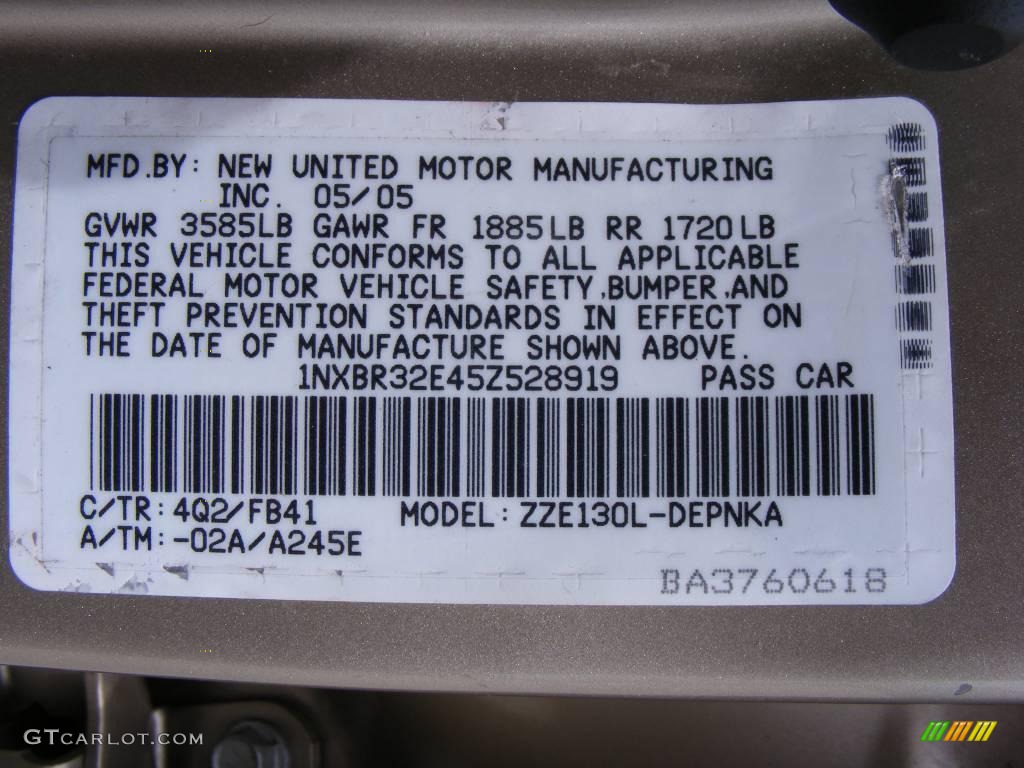 MFD.BY: NEW UNITED MOTOR MANUFACTURING
INC. 05/05
GVWR 3585LB GAWR FR 1885LB RR 1720LB
THIS VEHICLE CONFORMS TO ALL APPLICABLE
FEDERAL MOTOR VEHICLE SAFETY,BUMPER,AND
THEFT PREVENTION STANDARDS IN EFFECT ON
THE DATE OF MANUFACTURE SHOWN ABOVE.
1NXBR32E45Z528919 PASS CAR
C/TR: 4Q2/FB41 MODEL: ZZE130L-DEPNKA
A/TM: -02A/A245E
BA3760618
GTCARLOT.COM